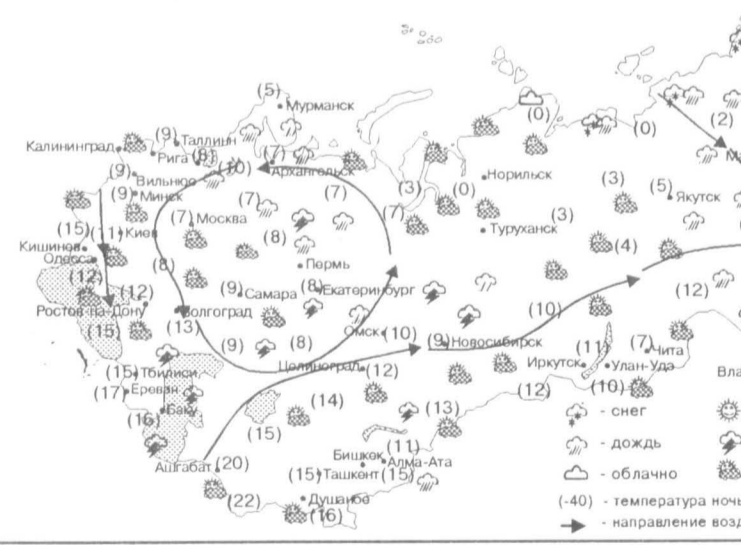 (5)
Мурманск
(0)
(2)
(0)
(9)
Таллинн
Калининград
Рига
(8)
(7)
(10)
Архангельск
(9)
Вильнюс
(9)
Минск
(7)
(7)
(3)
(0)
Норильск
(3)
(5)
Якутск
(7)
Москва
(7)
(3)
Туруханск
(15)
(11)
Киев
(8)
(4)
Кишинев
Одесса
(8)
Пермь
(12)
(12)
(9)
Самара
(8)
Екатеринбург
(12)
Ростов-на-Дону
Волгоград
(10)
(15)
(13)
Омск
(10)
(9)
Новосибирск
(9)
(8)
(11)
(7)
Чита
Целиноград
(12)
Иркутск
Улан-Удэ
Вла
(15)
Тбилиси
(12)
(10)
(17)
Ереван
(14)
(13)
- снег
(16)
Баку
(15)
(11)
- дождь
Бишкек
Алма-Ата
Ашгабат
(20)
(15)
Ташкент
(15)
- облачно
(22)
Душанбе
(16)
(-40) - температура ночь
- направление возд